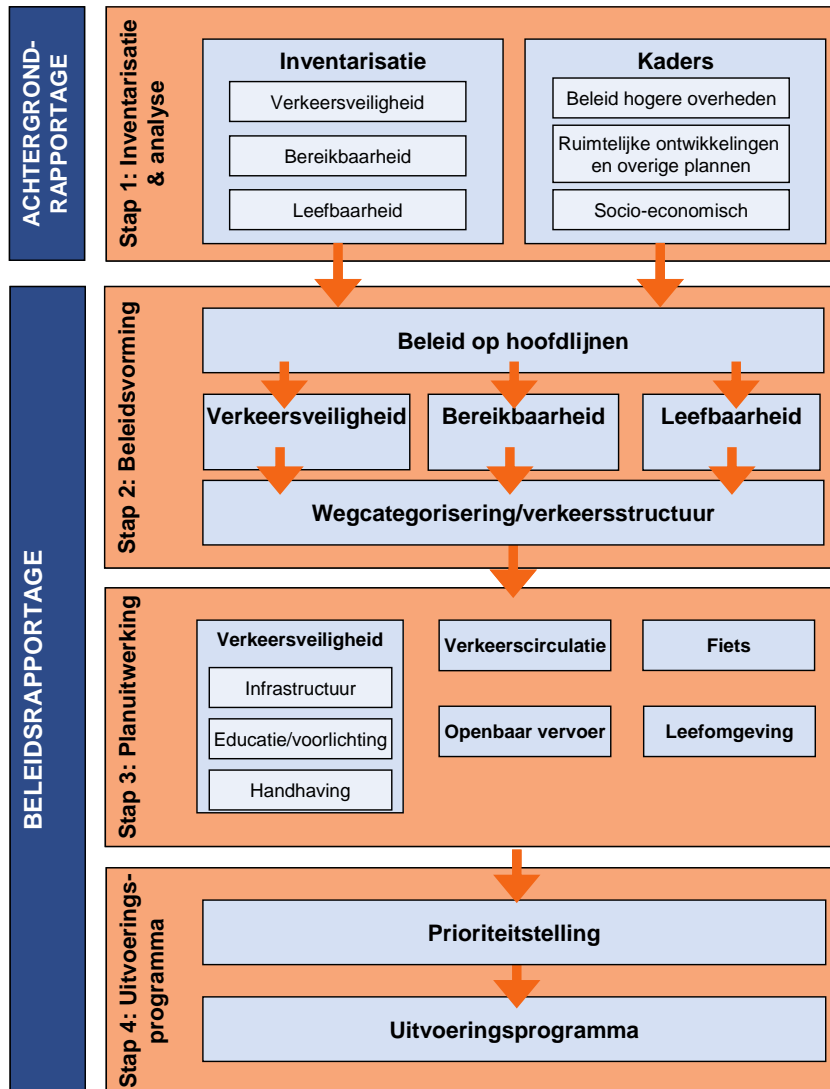 ACHTERGROND-
RAPPORTAGE
Stap 1: Inventarisatie
& analyse
Inventarisatie
Verkeersveiligheid
Bereikbaarheid
Leefbaarheid
Kaders
Beleid hogere overheden
Ruimtelijke ontwikkelingen
en overige plannen
Socio-economisch
BELEIDSRAPPORTAGE
Stap 2: Beleidsvorming
Beleid op hoofdlijnen
Verkeersveiligheid
Bereikbaarheid
Leefbaarheid
Wegcategorisering/verkeersstructuur
Stap 3: Planuitwerking
Verkeersveiligheid
Infrastructuur
Educatie/voorlichting
Handhaving
Verkeerscirculatie
Fiets
Openbaar vervoer
Leefomgeving
Stap 4: Uitvoerings-
programma
Prioriteitstelling
Uitvoeringsprogramma